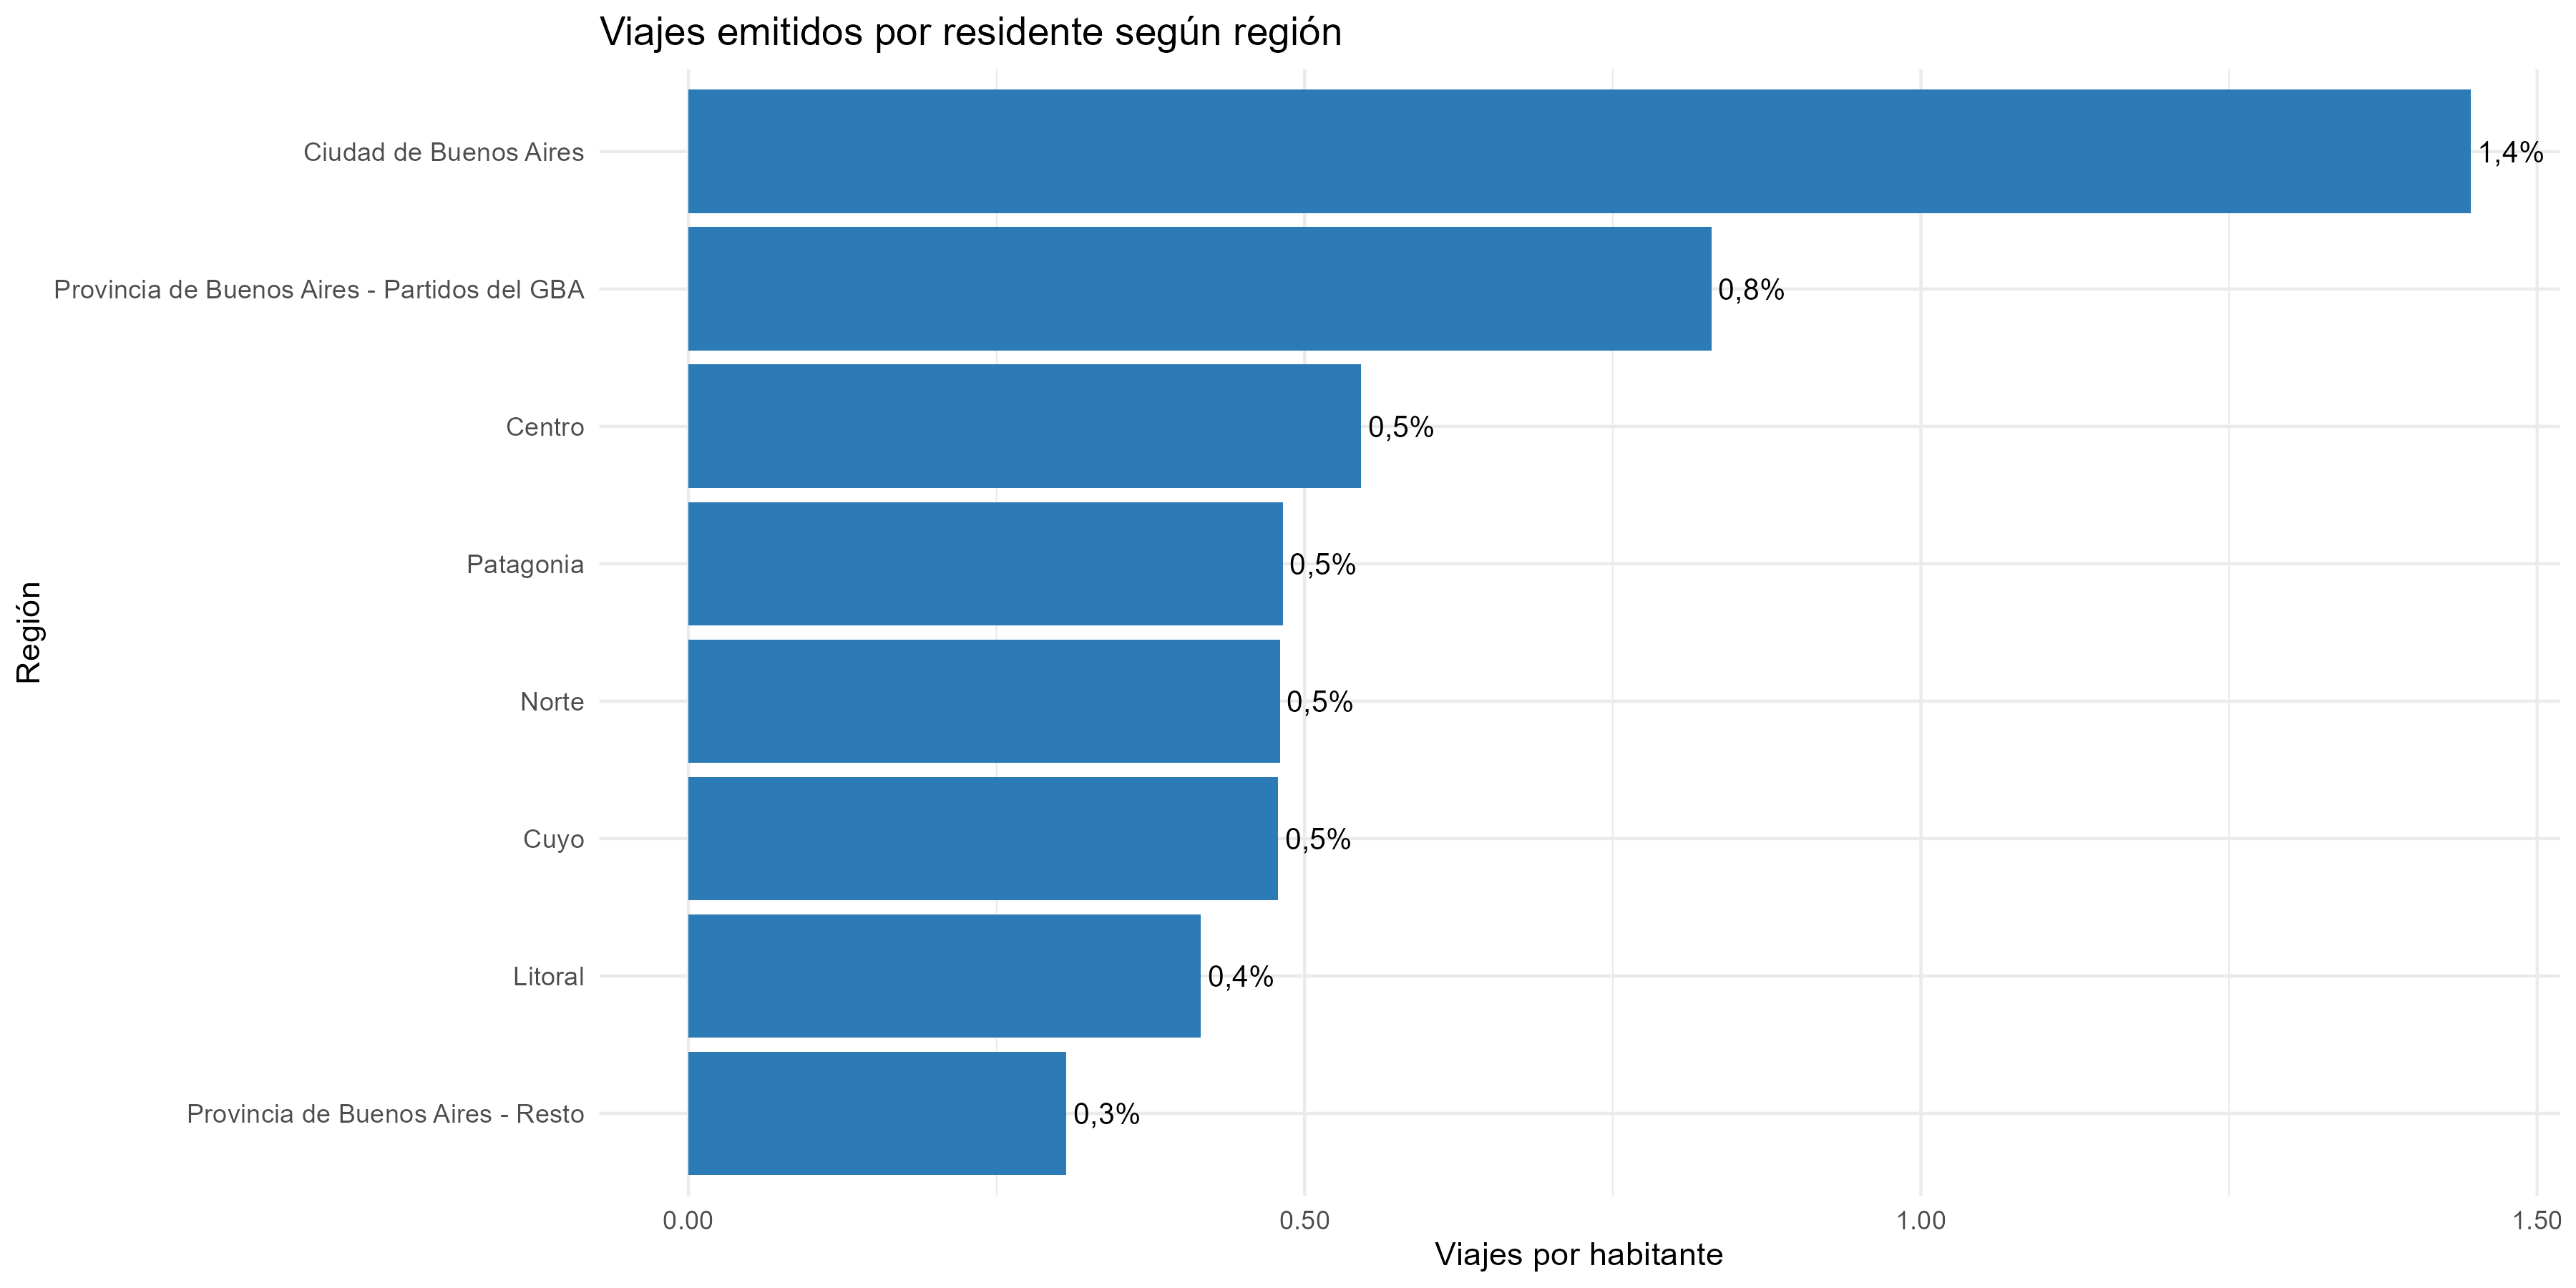 Viajes emitidos por residente según región
Ciudad de Buenos Aires
1,4%
Provincia de Buenos Aires - Partidos del GBA
0,8%
Centro
0,5%
Patagonia
0,5%
Región
Norte
0,5%
Cuyo
0,5%
Litoral
0,4%
Provincia de Buenos Aires - Resto
0,3%
0.00 0.50 1.00 1.50
Viajes por habitante